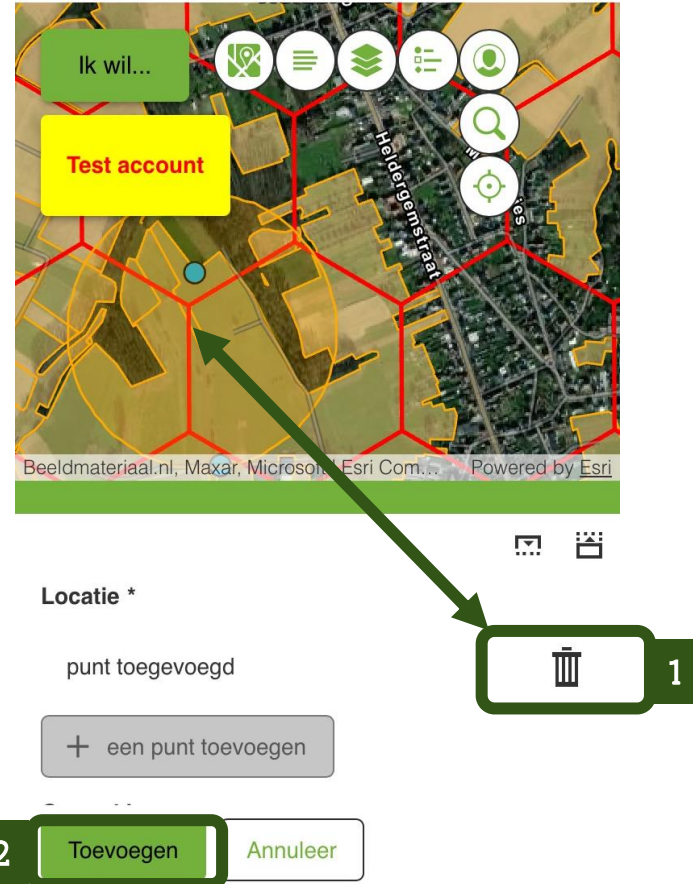 Ik wil...
Test account
Heldergemstraat
Beeldmateriaal.nl, Maxar, Microsoft | Esri Com... Powered by Esri
Locatie *
punt toegevoegd
1
+ een punt toevoegen
2
Toevoegen
Annuleer